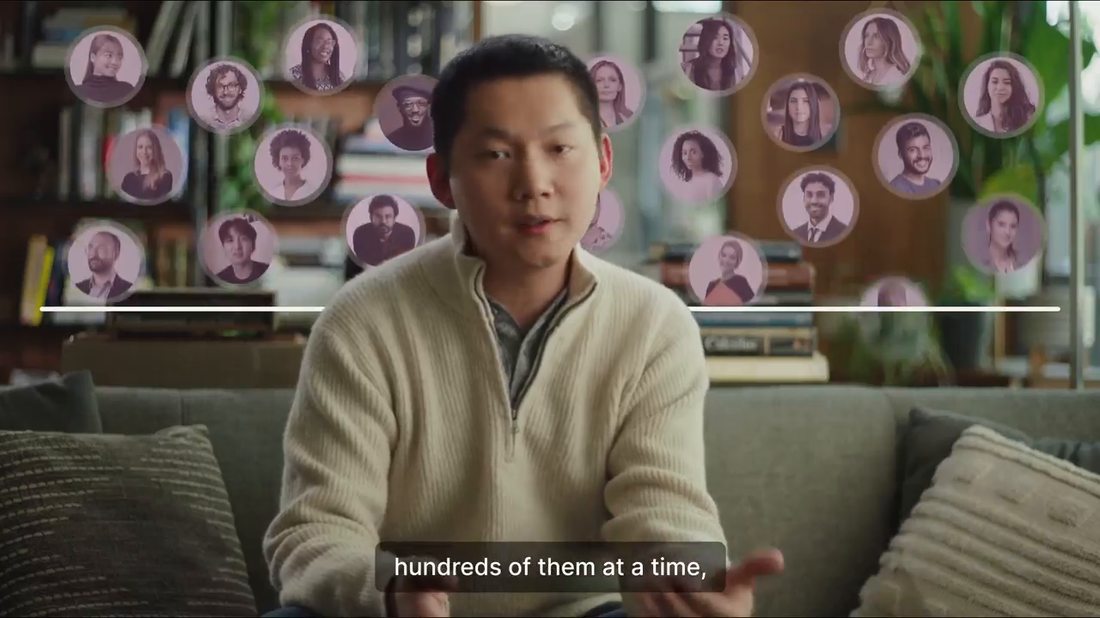 hundreds of them at a time,